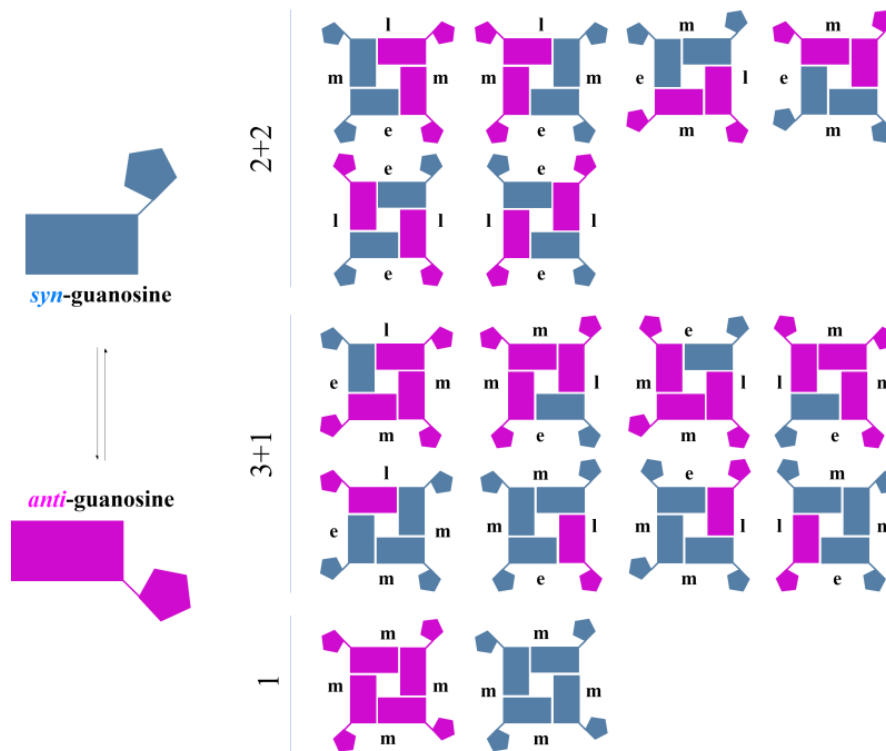 syn-guanosine
anti-guanosine
2+2
l l m m
m m m m e l e
e e m m
e e
l l l l
e e
3+1
l m e m
e m m l m l l m
m e m e
l m e m
e m m l m l l m
m e m e
1
m m
m m m m
m m